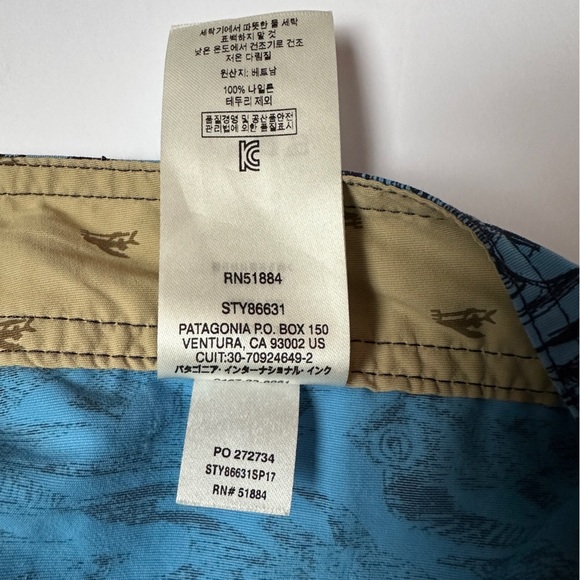 세탁기에서 따뜻한 물 세탁
표백하지 말 것
낮은 온도에서 건조기로 건조
저온 다림질
원산지: 베트남
100% 나일론
테두리 제외
품질경영 및 공산품안전
관리법에 의한 품질표시
RN51884
STY86631
PATAGONIA P.O. BOX 150
VENTURA, CA 93002 US
CUIT:30-70924649-2
パタゴニア・インターナショナル・インク
PO 272734
STY86631SP17
RN# 51884